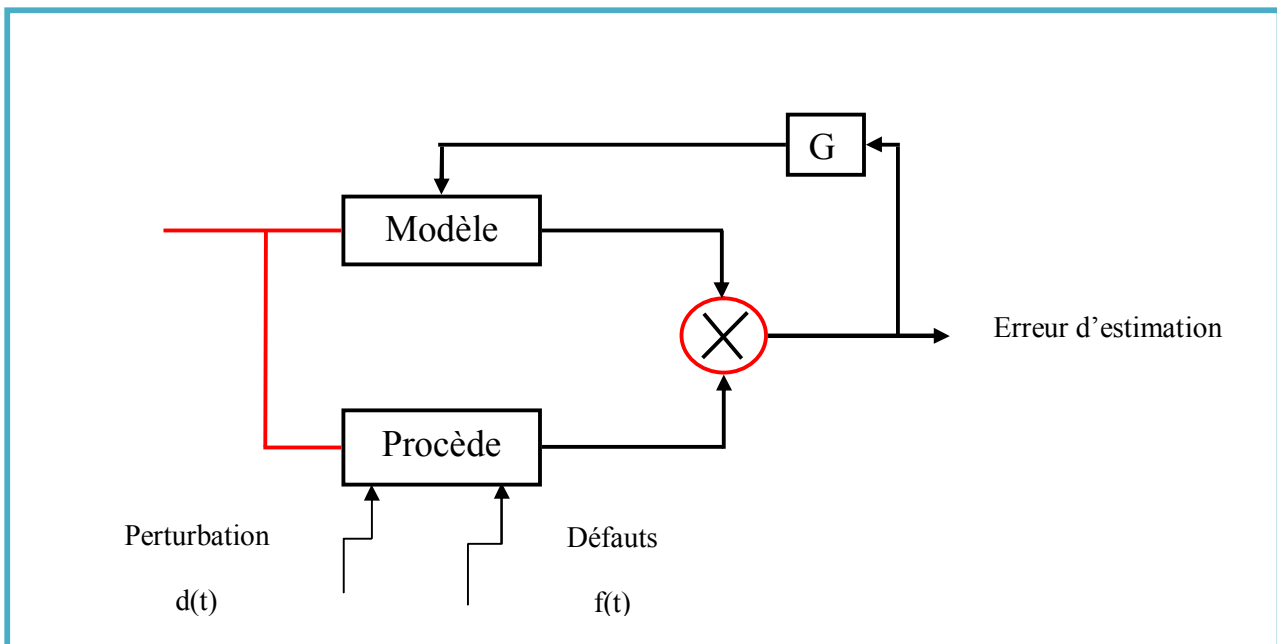 G
Modèle
Erreur d’estimation
Procède
Perturbation
d(t)
Défauts
f(t)